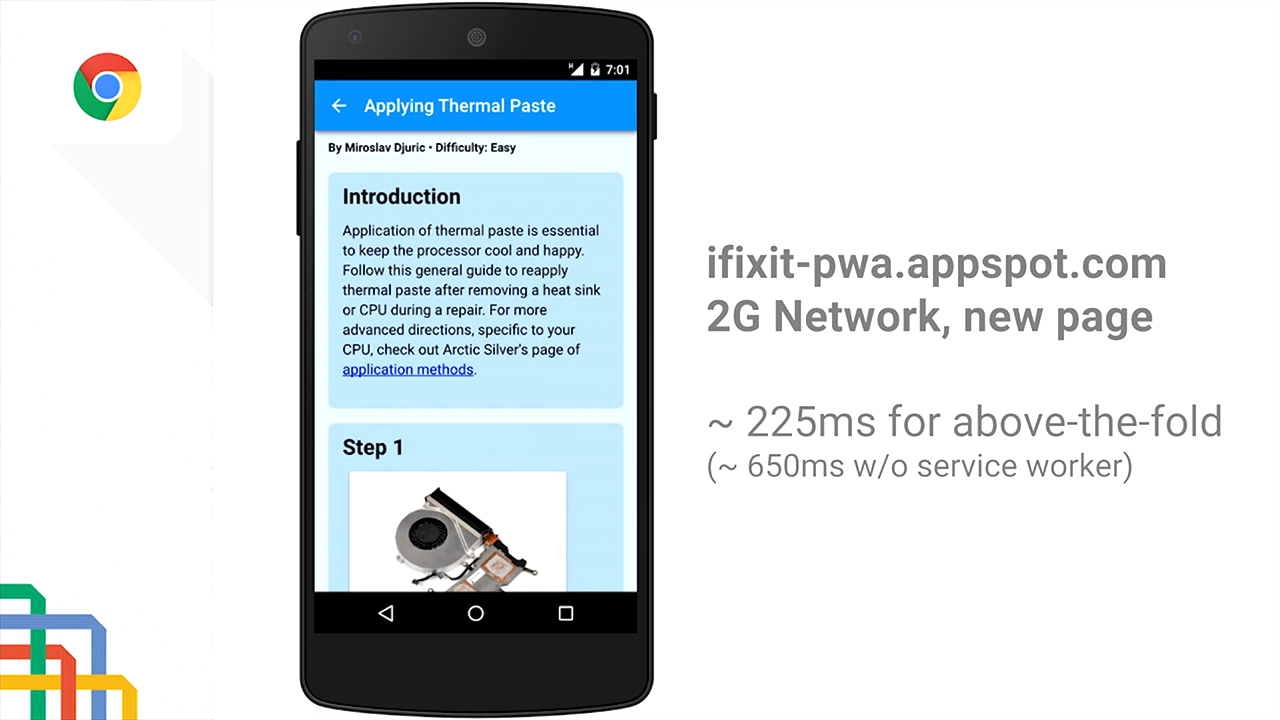 7:01
Applying Thermal Paste
By Miroslav Djuric • Difficulty: Easy
Introduction
Application of thermal paste is essential
to keep the processor cool and happy.
Follow this general guide to reapply
thermal paste after removing a heat sink
or CPU during a repair. For more
advanced directions, specific to your
CPU, check out Arctic Silver's page of
application methods.
Step 1
ifixit-pwa.appspot.com
2G Network, new page
~ 225ms for above-the-fold
(~ 650ms w/o service worker)